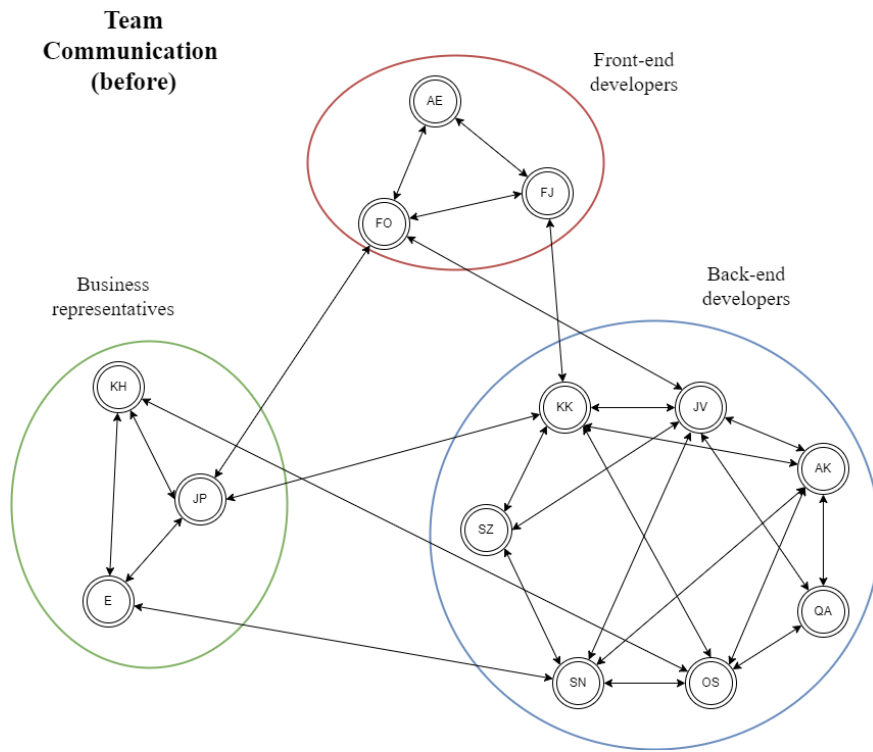 Team
Communication
(before)
Front-end
developers
AE
FJ
FO
Business
representatives
Back-end
developers
KH
KK
JV
AK
JP
SZ
E
QA
SN
OS